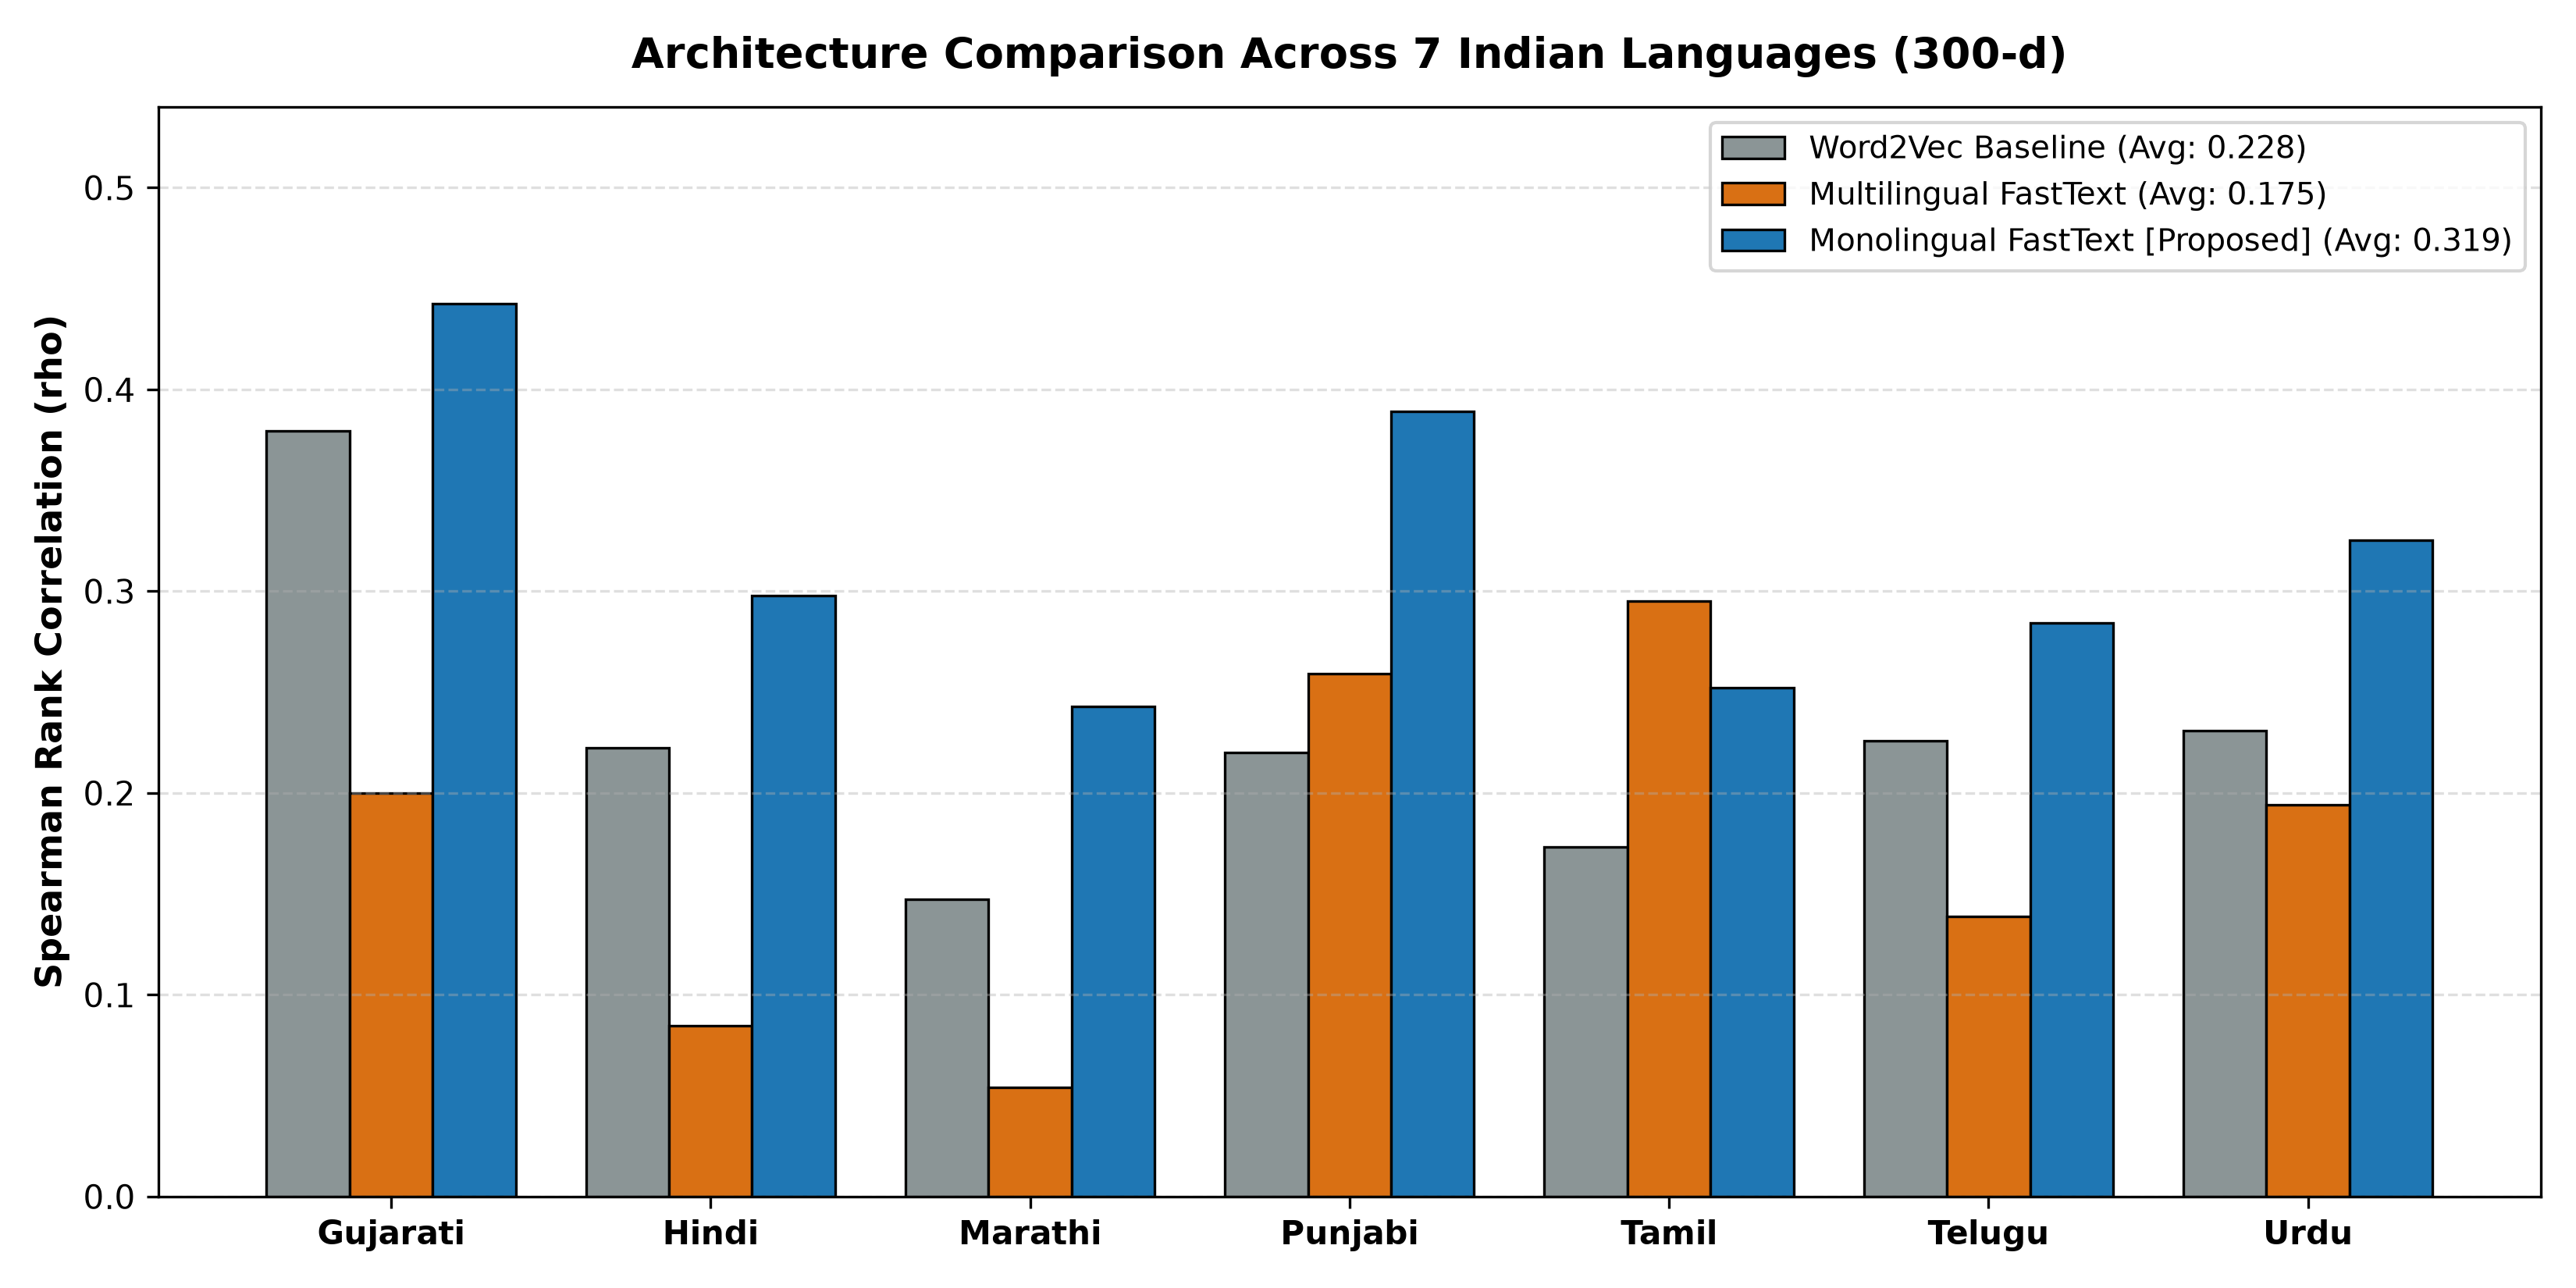 Architecture Comparison Across 7 Indian Languages (300-d)
Word2Vec Baseline (Avg: 0.228)
Multilingual FastText (Avg: 0.175)
Monolingual FastText [Proposed] (Avg: 0.319)
Spearman Rank Correlation (rho)
0.5
0.4
0.3
0.2
0.1
0.0
Gujarati Hindi Marathi Punjabi Tamil Telugu Urdu